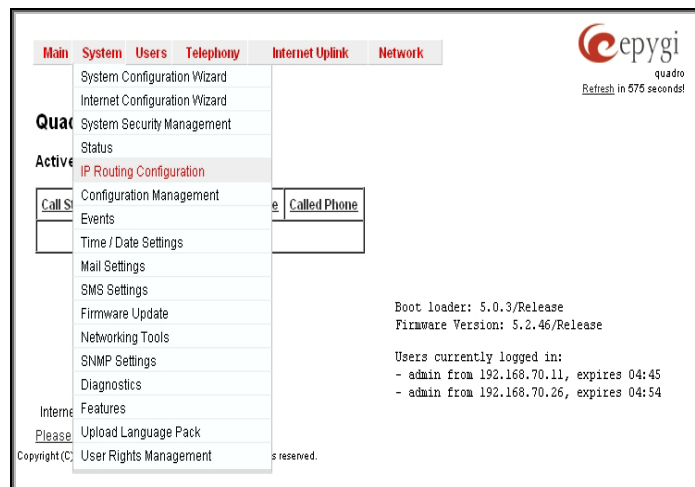 epygi
Main System Users Telephony Internet Uplink Network
quadro
Refresh in 575 seconds!
System Configuration Wizard
Internet Configuration Wizard
System Security Management
Status
IP Routing Configuration
Configuration Management
Events
Time / Date Settings
Mail Settings
SMS Settings
Firmware Update
Networking Tools
SNMP Settings
Diagnostics
Features
Upload Language Pack
User Rights Management
Quad
Active
Call St
e
Called Phone
Boot loader: 5.0.3/Release
Firmware Version: 5.2.46/Release
Users currently logged in:
- admin from 192.168.70.11, expires 04:45
- admin from 192.168.70.26, expires 04:54
Interne
Please
Copyright (C) s reserved.